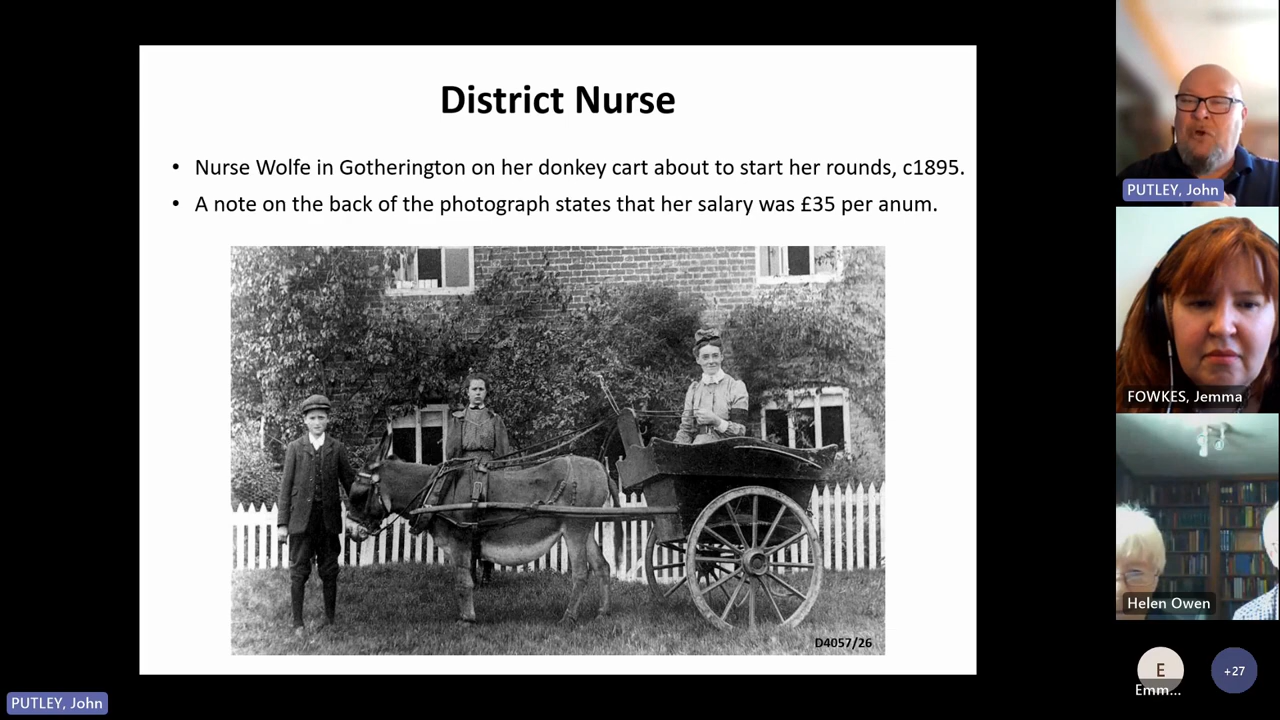 District Nurse
• Nurse Wolfe in Gotherington on her donkey cart about to start her rounds, c1895.
• A note on the back of the photograph states that her salary was £35 per anum.
D4057/26
PUTLEY, John
FOWKES, Jemma
Helen Owen
E
Emm...
+27
PUTLEY, John